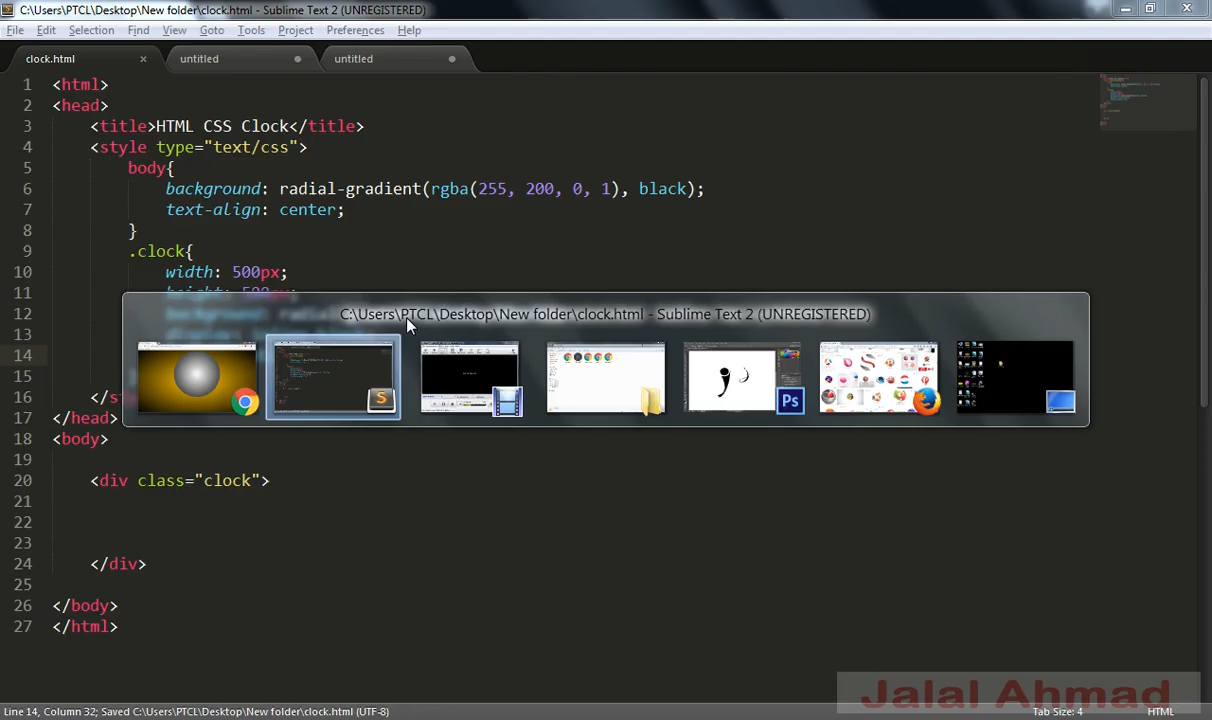 C:\Users\PTCL\Desktop\New folder\clock.html - Sublime Text 2 (UNREGISTERED)
File Edit Selection Find View Goto Tools Project Preferences Help
clock.html × untitled untitled
1 <html>
2 <head>
3 <title>HTML CSS Clock</title>
4 <style type="text/css">
5 body{
6 background: radial-gradient(rgba(255, 200, 0, 1), black);
7 text-align: center;
8 }
9 .clock{
10 width: 500px;
11 height: 500px;
C:\Users\PTCL\Desktop\New folder\clock.html - Sublime Text 2 (UNREGISTERED)
12
13
14
15
16 </st
17 </head>
18 <body>
19
20 <div class="clock">
21
22
23
24 </div>
25
26 </body>
27 </html>
Ps
Jalal Ahmad
Line 14, Column 32; Saved C:\Users\PTCL\Desktop\New folder\clock.html (UTF-8) Tab Size: 4 HTML